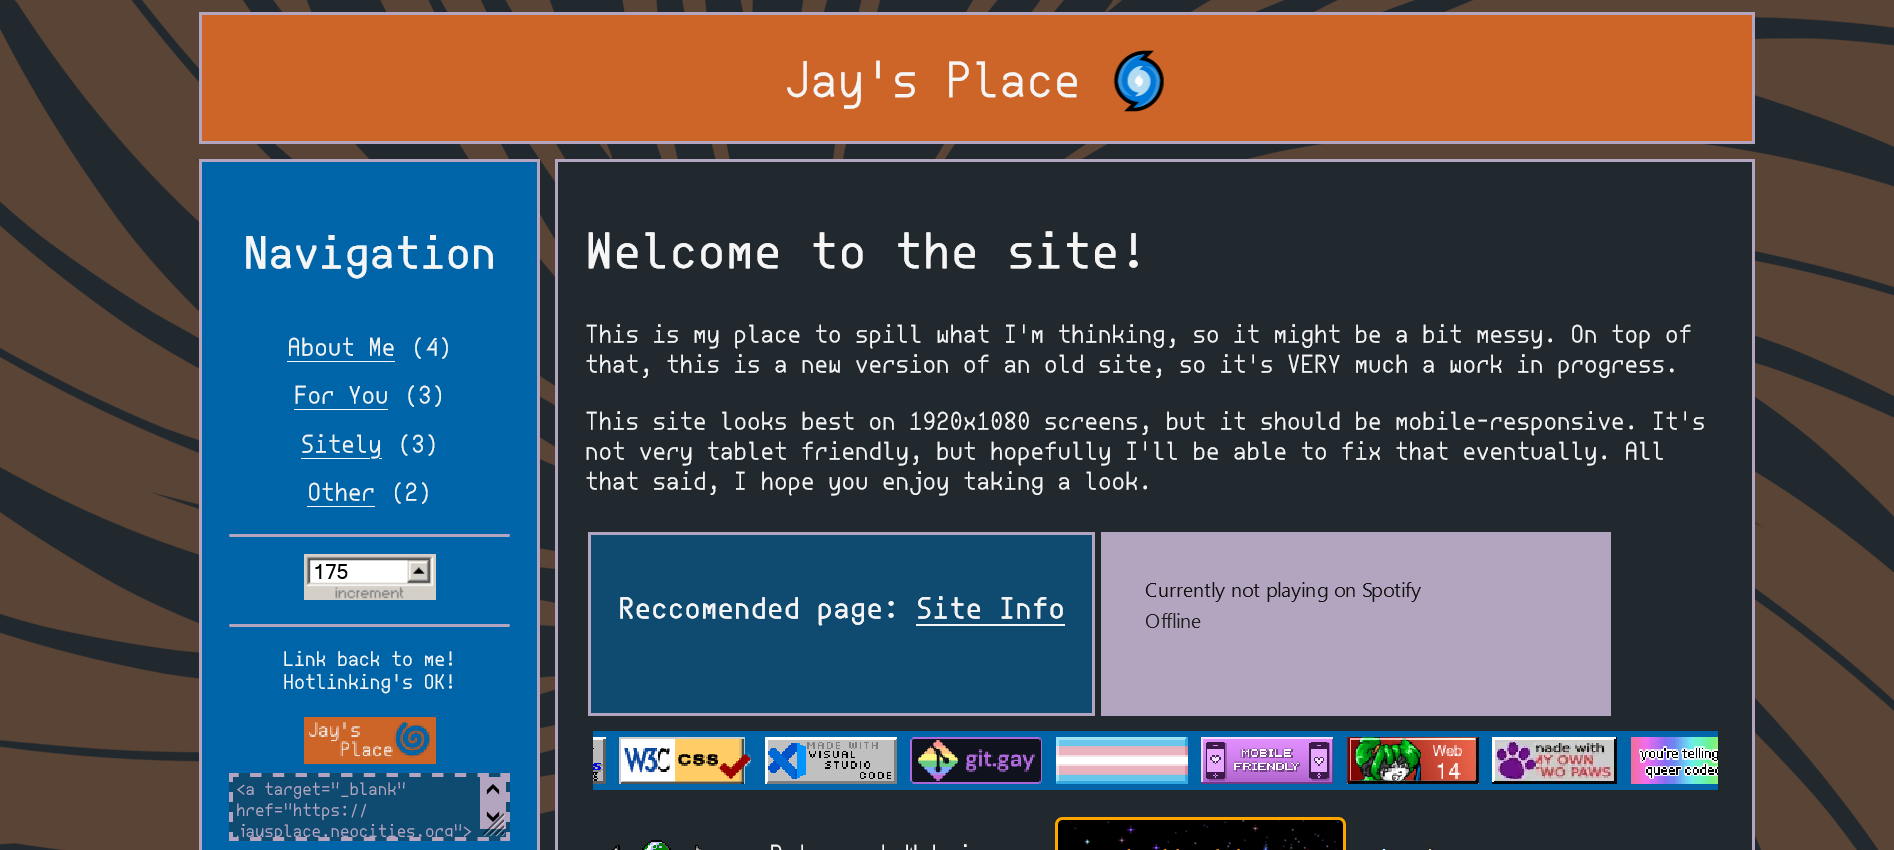 Jay's Place
Navigation
About Me (4)
For You (3)
Sitely (3)
Other (2)
175
increment
Link back to me!
Hotlinking's OK!
Jay's
Place
<a target="_blank"
href="https://
jaysplace.neocities.org">
Welcome to the site!
This is my place to spill what I'm thinking, so it might be a bit messy. On top of
that, this is a new version of an old site, so it's VERY much a work in progress.
This site looks best on 1920x1080 screens, but it should be mobile-responsive. It's
not very tablet friendly, but hopefully I'll be able to fix that eventually. All
that said, I hope you enjoy taking a look.
Reccomended page: Site Info
Currently not playing on Spotify
Offline
W3C css
MADE WITH
VISUAL
STUDIO
CODE
git.gay
MOBILE
FRIENDLY
Web
14
made with
MY OWN
TWO PAWS
you're telling
queer coded